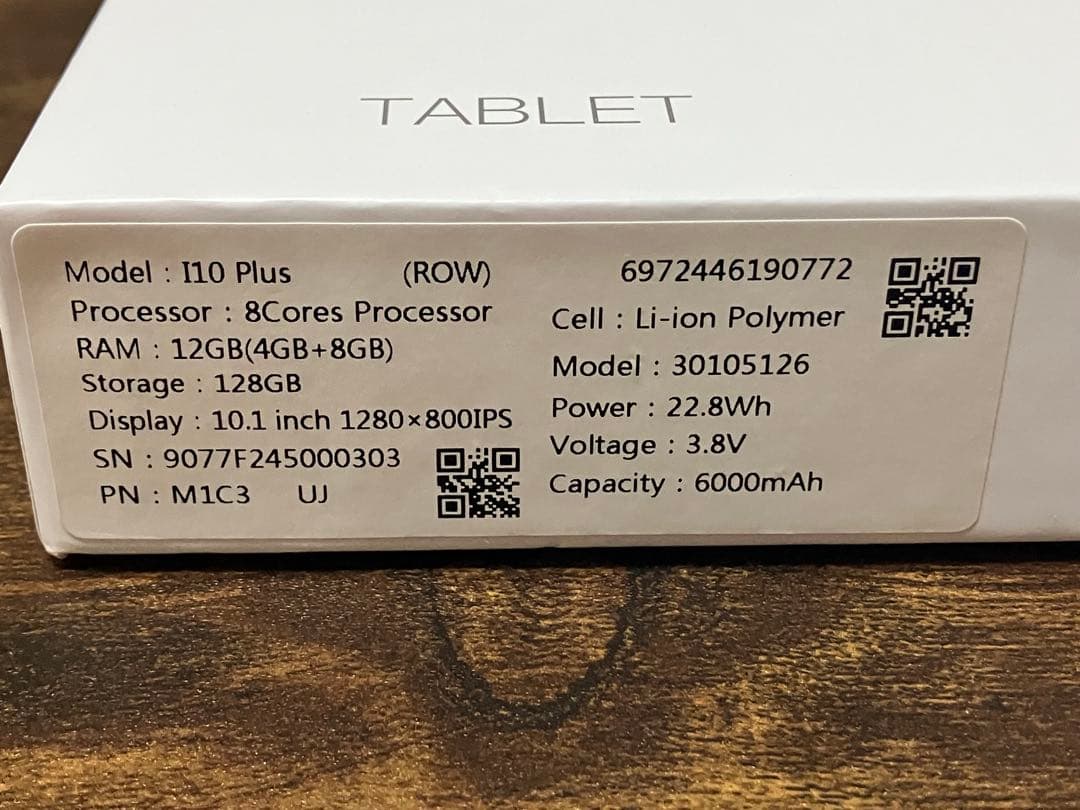 TABLET
Model : I10 Plus (ROW)
Processor : 8Cores Processor
RAM : 12GB(4GB+8GB)
Storage : 128GB
Display : 10.1 inch 1280×800IPS
SN : 9077F245000303
PN : M1C3 UJ
6972446190772
Cell : Li-ion Polymer
Model : 30105126
Power : 22.8Wh
Voltage : 3.8V
Capacity : 6000mAh